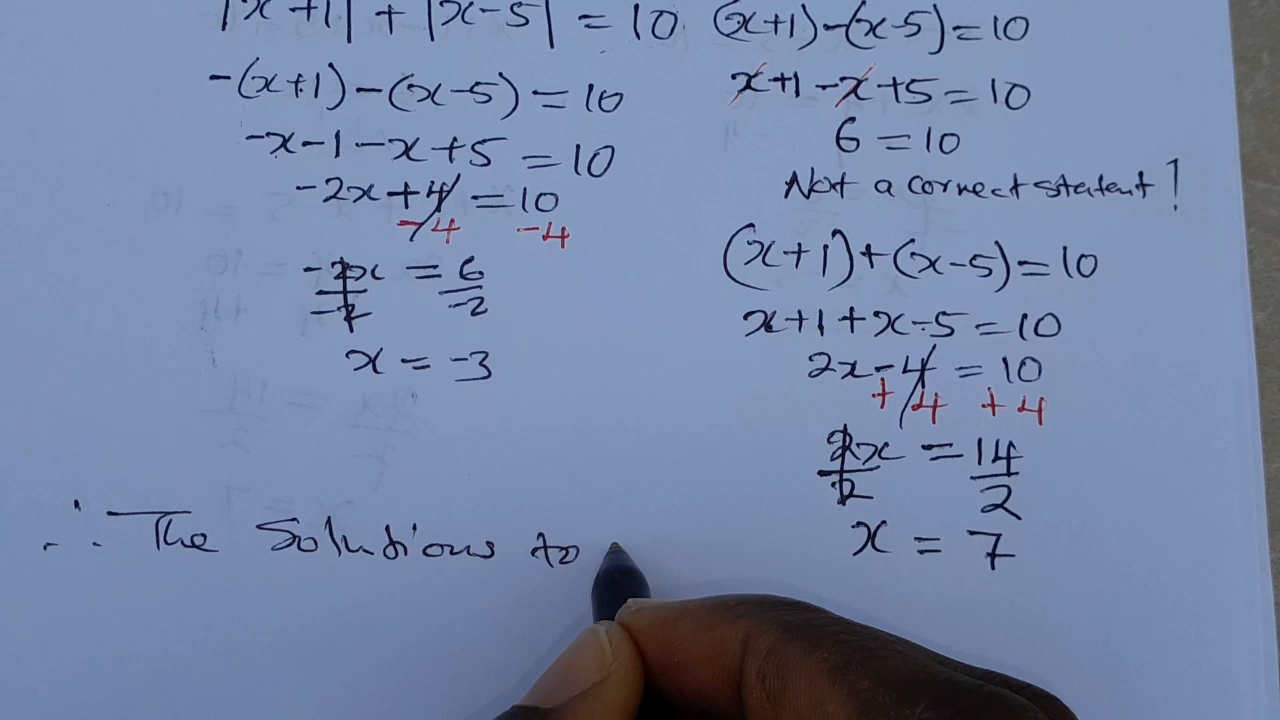 |x+1| + |x-5| = 10
-(x+1)-(x-5) = 10
-x-1-x+5 = 10
-2x+4 = 10
-4 -4
-2x = 6
-2 -2
x = -3
(x+1)-(x-5)=10
x+1-x+5=10
6=10
Not a correct statent!
(x+1)+(x-5)=10
x+1+x-5=10
2x-4=10
+4 +4
2x = 14
2 2
x = 7
∴ The Solutions to